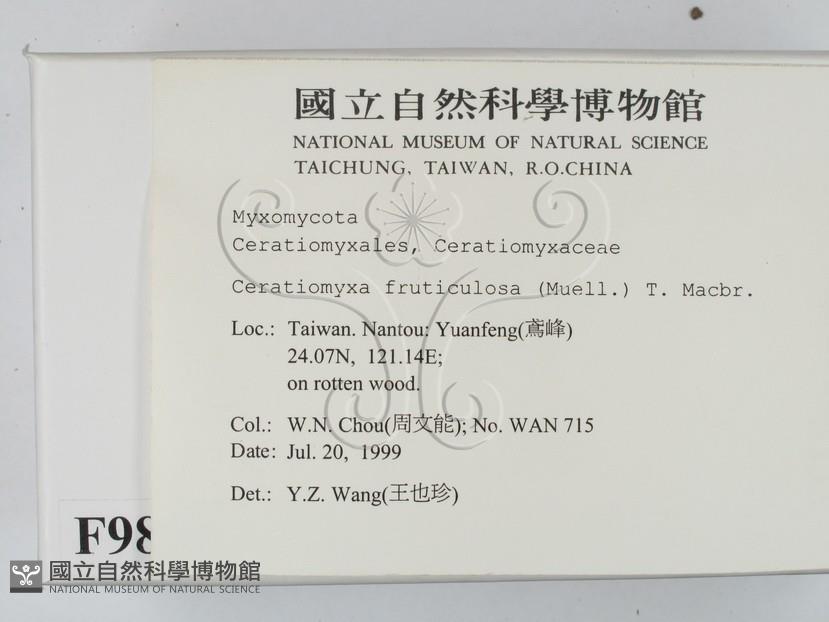 國立自然科學博物館
NATIONAL MUSEUM OF NATURAL SCIENCE
TAICHUNG, TAIWAN, R.O.CHINA
Myxomycota
Ceratiomyxales, Ceratiomyxaceae
Ceratiomyxa fruticulosa (Muell.) T. Macbr.
Loc.: Taiwan. Nantou: Yuanfeng(鳶峰)
24.07N, 121.14E;
on rotten wood.
Col.: W.N. Chou(周文能); No. WAN 715
Date: Jul. 20, 1999
Det.: Y.Z. Wang(王也珍)
F98
國立自然科學博物館
NATIONAL MUSEUM OF NATURAL SCIENCE